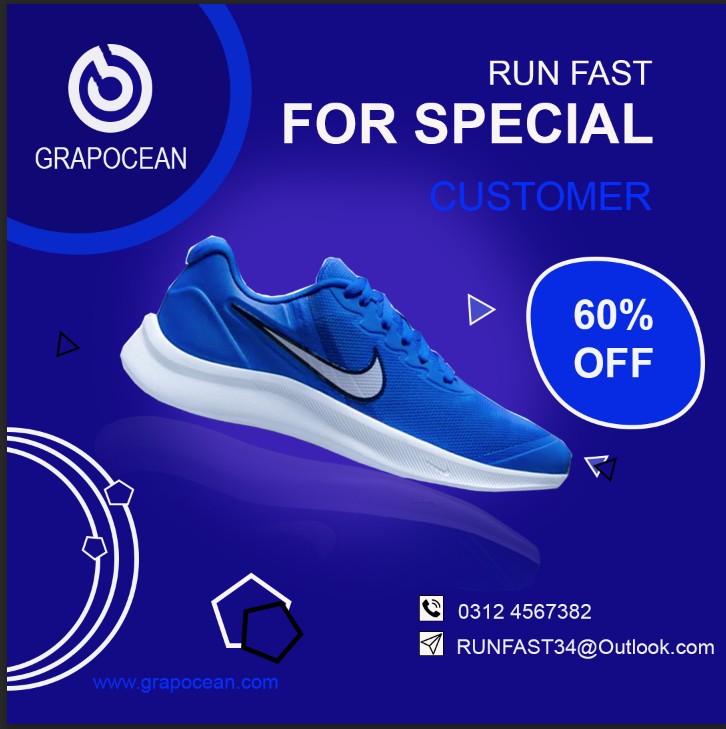 GRAPOCEAN
RUN FAST
FOR SPECIAL
CUSTOMER
60%
OFF
0312 4567382
RUNFAST34@Outlook.com
www.grapocean.com